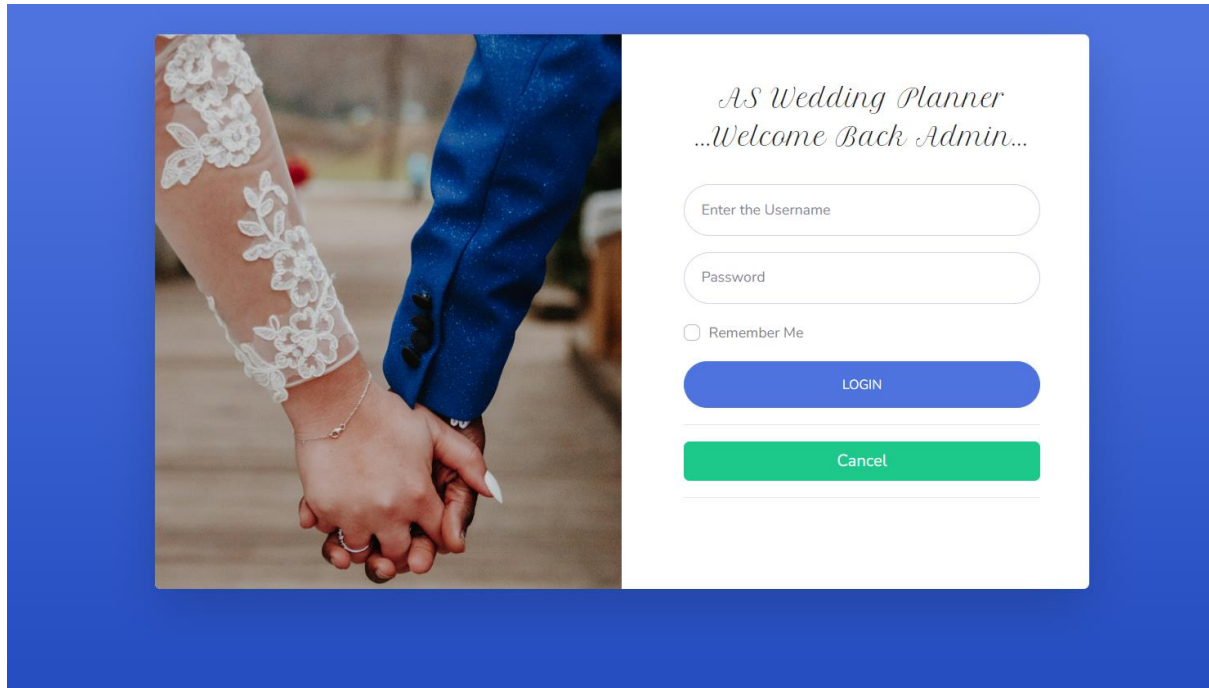 AS Wedding Planner
...Welcome Back Admin...
Enter the Username
Password
Remember Me
LOGIN
Cancel